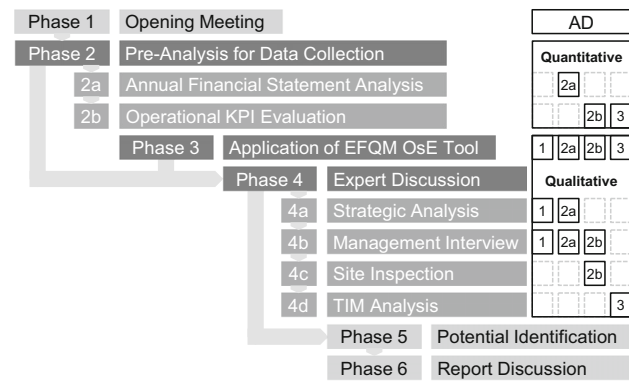 Phase 1 Opening Meeting AD
Phase 2 Pre-Analysis for Data Collection Quantitative
2a Annual Financial Statement Analysis 2a
2b Operational KPI Evaluation 2b 3
Phase 3 Application of EFQM OsE Tool 1 2a 2b 3
Phase 4 Expert Discussion Qualitative
4a Strategic Analysis 1 2a
4b Management Interview 1 2a 2b
4c Site Inspection 2b
4d TIM Analysis 3
Phase 5 Potential Identification
Phase 6 Report Discussion